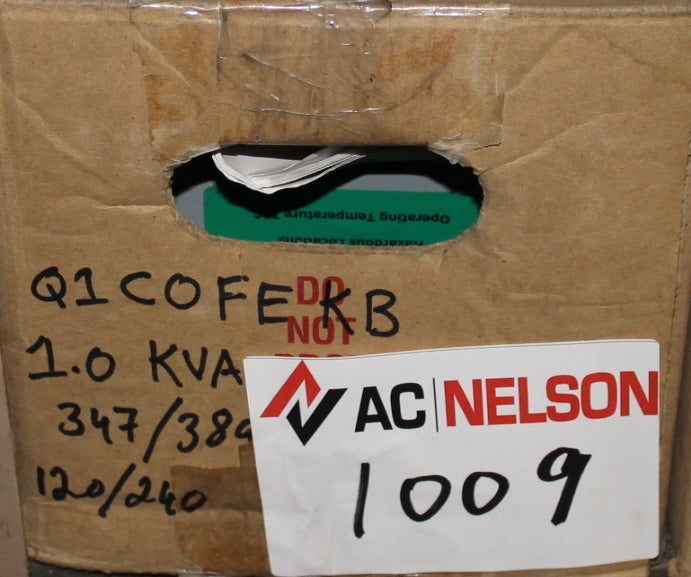 Operating Temperature
Hazardous Locations
Q1COFEKB
DO
NOT
1.0 KVA
347/38
120/240
AC NELSON
1009